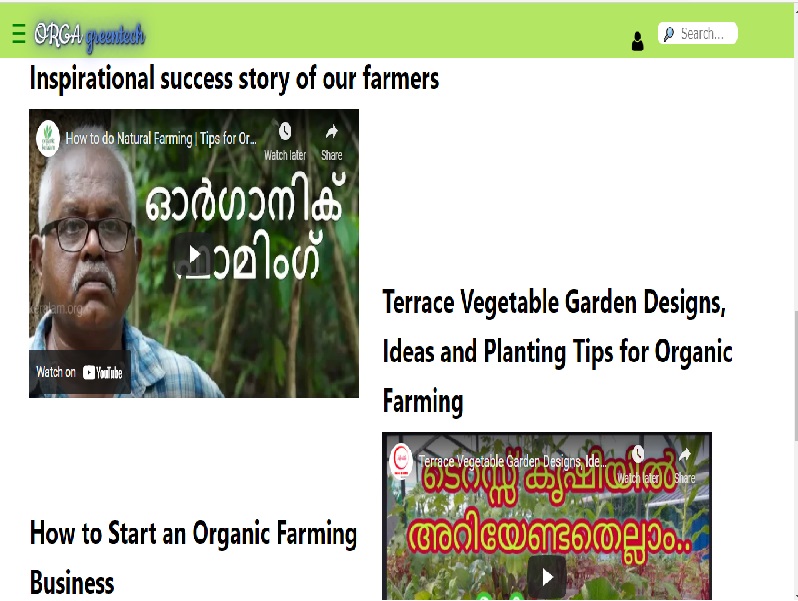 ORGA greentech
Search...
Inspirational success story of our farmers
How to do Natural Farming | Tips for Or...
Watch later
Share
ഓർഗാനിക്
ഫാമിംഗ്
Watch on YouTube
Terrace Vegetable Garden Designs,
Ideas and Planting Tips for Organic
Farming
Terrace Vegetable Garden Designs, Ide...
Watch later
Share
ടെറസ്സ് കൃഷിയിൽ
അറിയേണ്ടതെല്ലാം..
How to Start an Organic Farming
Business